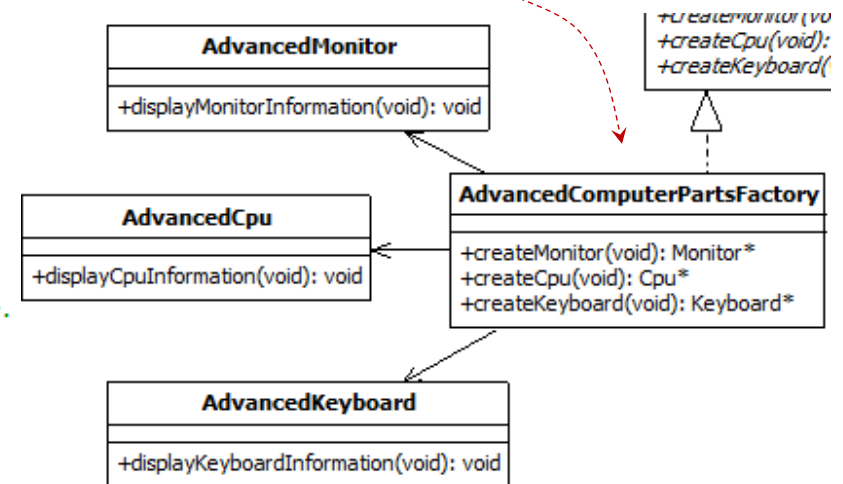 +createMonitor(vo
+createCpu(void):
+createKeyboard(
AdvancedMonitor
+displayMonitorInformation(void): void
AdvancedComputerPartsFactory
+createMonitor(void): Monitor*
+createCpu(void): Cpu*
+createKeyboard(void): Keyboard*
AdvancedCpu
+displayCpuInformation(void): void
.
AdvancedKeyboard
+displayKeyboardInformation(void): void